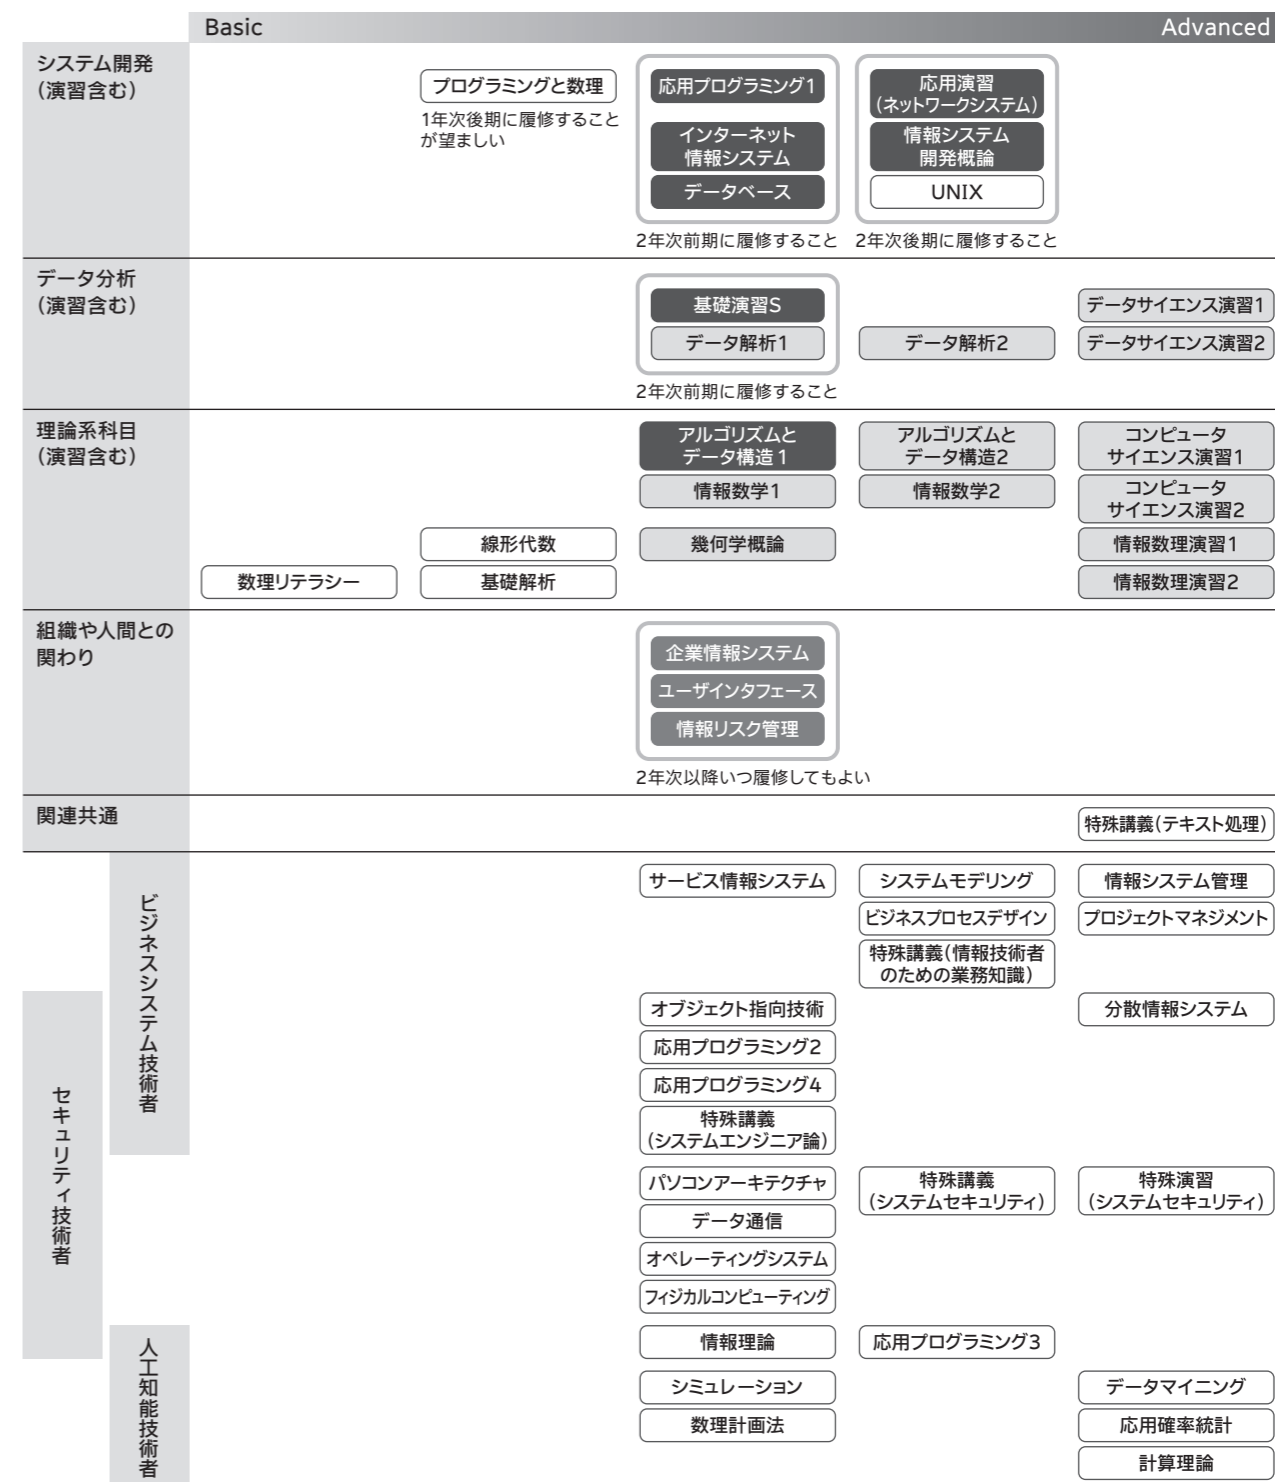 Basic
Advanced
システム開発
（演習含む）
プログラミングと数理
1年次後期に履修すること
が望ましい
応用プログラミング1
インターネット
情報システム
データベース
2年次前期に履修すること
応用演習
（ネットワークシステム）
情報システム
開発概論
UNIX
2年次後期に履修すること
データ分析
（演習含む）
基礎演習S
データ解析1
2年次前期に履修すること
データ解析2
データサイエンス演習1
データサイエンス演習2
理論系科目
（演習含む）
アルゴリズムと
データ構造1
アルゴリズムと
データ構造2
コンピュータ
サイエンス演習1
情報数学1
情報数学2
コンピュータ
サイエンス演習2
線形代数
幾何学概論
情報数理演習1
数理リテラシー
基礎解析
情報数理演習2
組織や人間との
関わり
企業情報システム
ユーザインタフェース
情報リスク管理
2年次以降いつ履修してもよい
関連共通
特殊講義（テキスト処理）
ビジネスシステム技術者
サービス情報システム
システムモデリング
情報システム管理
ビジネスプロセスデザイン
プロジェクトマネジメント
特殊講義（情報技術者
のための業務知識）
セキュリティ技術者
オブジェクト指向技術
分散情報システム
応用プログラミング2
応用プログラミング4
特殊講義
（システムエンジニア論）
パソコンアーキテクチャ
特殊講義
（システムセキュリティ）
特殊演習
（システムセキュリティ）
データ通信
オペレーティングシステム
フィジカルコンピューティング
人工知能技術者
情報理論
応用プログラミング3
シミュレーション
データマイニング
数理計画法
応用確率統計
計算理論